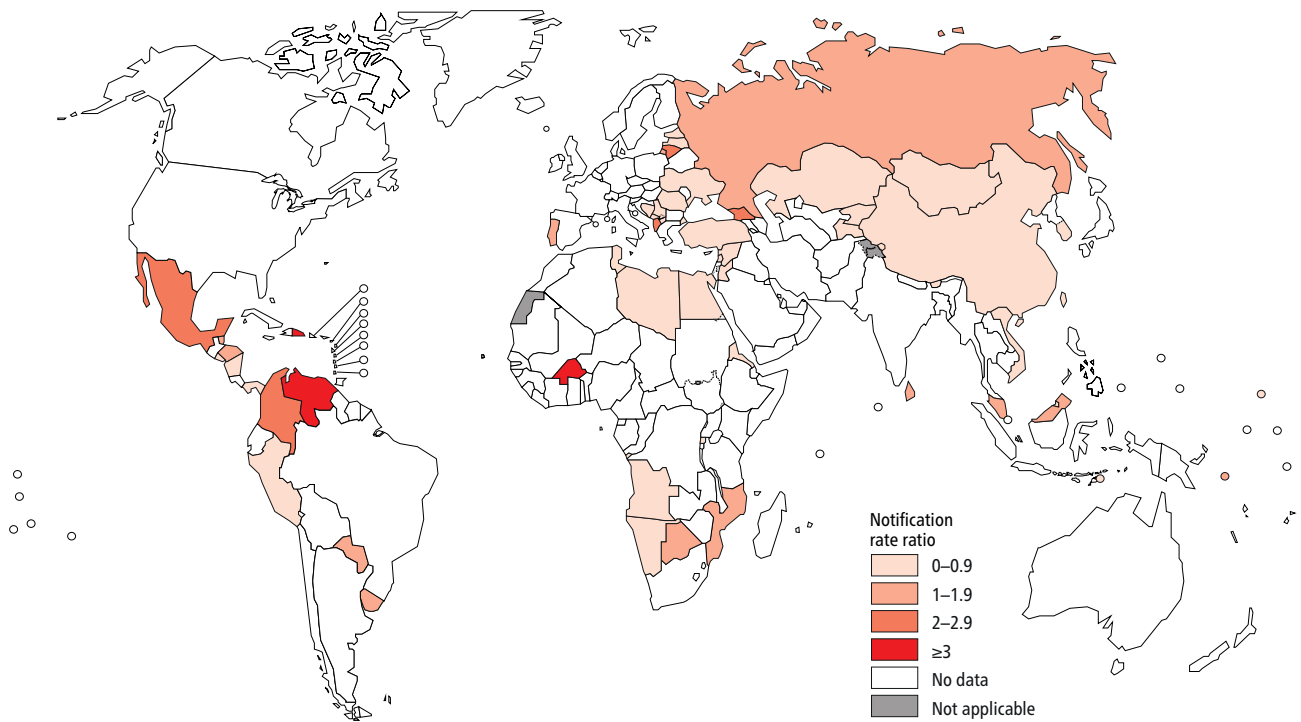 Notification
rate ratio
0–0.9
1–1.9
2–2.9
≥3
No data
Not applicable